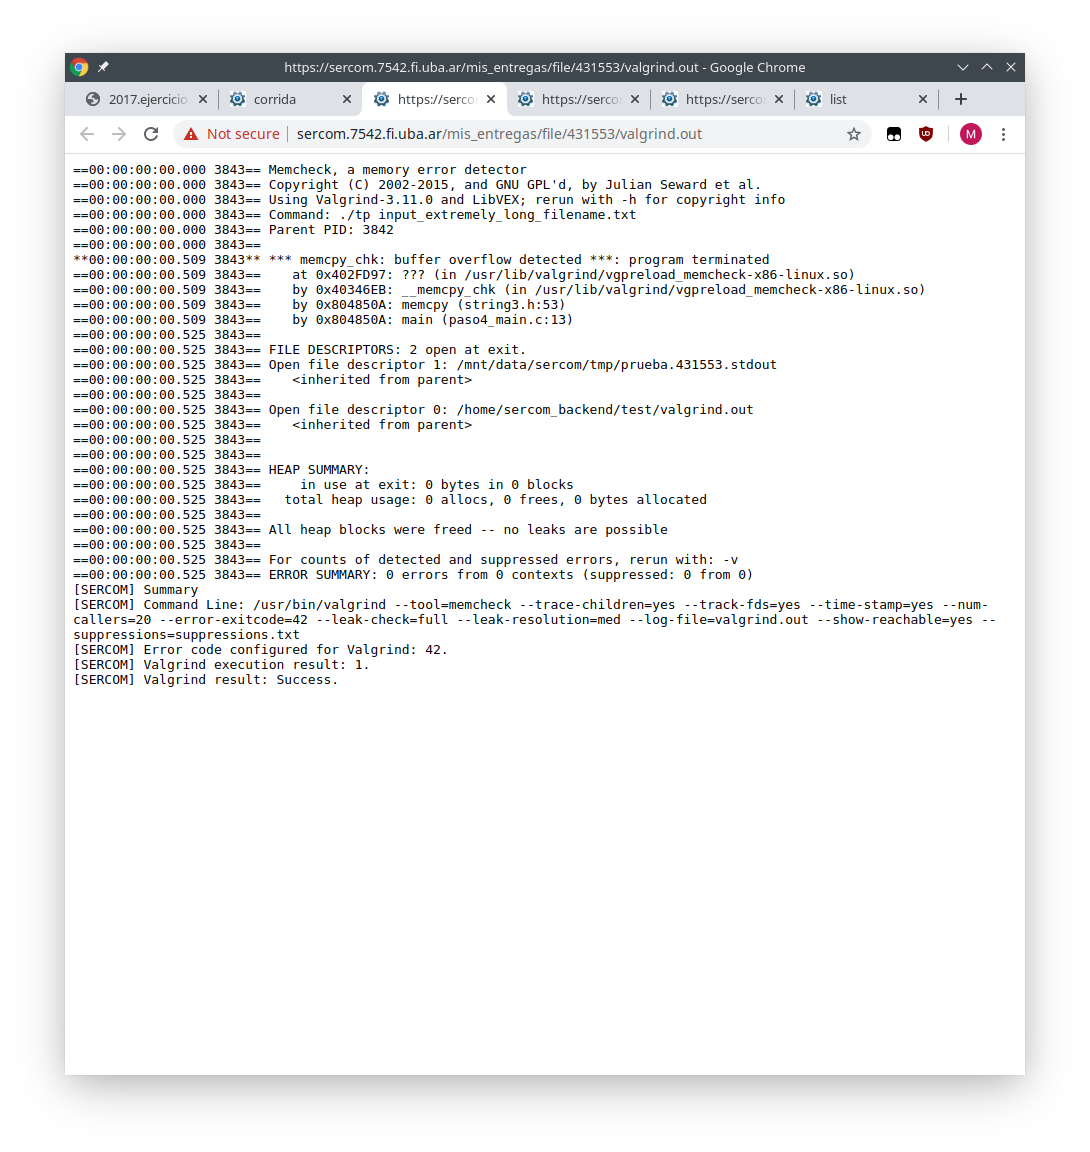 https://sercom.7542.fi.uba.ar/mis_entregas/file/431553/valgrind.out - Google Chrome
2017.ejercicio
corrida
https://serco
https://serco
https://serco
list
Not secure
sercom.7542.fi.uba.ar/mis_entregas/file/431553/valgrind.out
UD
M
==00:00:00:00.000 3843== Memcheck, a memory error detector
==00:00:00:00.000 3843== Copyright (C) 2002-2015, and GNU GPL'd, by Julian Seward et al.
==00:00:00:00.000 3843== Using Valgrind-3.11.0 and LibVEX; rerun with -h for copyright info
==00:00:00:00.000 3843== Command: ./tp input_extremely_long_filename.txt
==00:00:00:00.000 3843== Parent PID: 3842
==00:00:00:00.000 3843==
**00:00:00:00.509 3843** *** memcpy_chk: buffer overflow detected ***: program terminated
==00:00:00:00.509 3843==    at 0x402FD97: ??? (in /usr/lib/valgrind/vgpreload_memcheck-x86-linux.so)
==00:00:00:00.509 3843==    by 0x40346EB: __memcpy_chk (in /usr/lib/valgrind/vgpreload_memcheck-x86-linux.so)
==00:00:00:00.509 3843==    by 0x804850A: memcpy (string3.h:53)
==00:00:00:00.509 3843==    by 0x804850A: main (paso4_main.c:13)
==00:00:00:00.525 3843==
==00:00:00:00.525 3843== FILE DESCRIPTORS: 2 open at exit.
==00:00:00:00.525 3843== Open file descriptor 1: /mnt/data/sercom/tmp/prueba.431553.stdout
==00:00:00:00.525 3843==    <inherited from parent>
==00:00:00:00.525 3843==
==00:00:00:00.525 3843== Open file descriptor 0: /home/sercom_backend/test/valgrind.out
==00:00:00:00.525 3843==    <inherited from parent>
==00:00:00:00.525 3843==
==00:00:00:00.525 3843==
==00:00:00:00.525 3843== HEAP SUMMARY:
==00:00:00:00.525 3843==     in use at exit: 0 bytes in 0 blocks
==00:00:00:00.525 3843==   total heap usage: 0 allocs, 0 frees, 0 bytes allocated
==00:00:00:00.525 3843==
==00:00:00:00.525 3843== All heap blocks were freed -- no leaks are possible
==00:00:00:00.525 3843==
==00:00:00:00.525 3843== For counts of detected and suppressed errors, rerun with: -v
==00:00:00:00.525 3843== ERROR SUMMARY: 0 errors from 0 contexts (suppressed: 0 from 0)
[SERCOM] Summary
[SERCOM] Command Line: /usr/bin/valgrind --tool=memcheck --trace-children=yes --track-fds=yes --time-stamp=yes --num-
callers=20 --error-exitcode=42 --leak-check=full --leak-resolution=med --log-file=valgrind.out --show-reachable=yes --
suppressions=suppressions.txt
[SERCOM] Error code configured for Valgrind: 42.
[SERCOM] Valgrind execution result: 1.
[SERCOM] Valgrind result: Success.